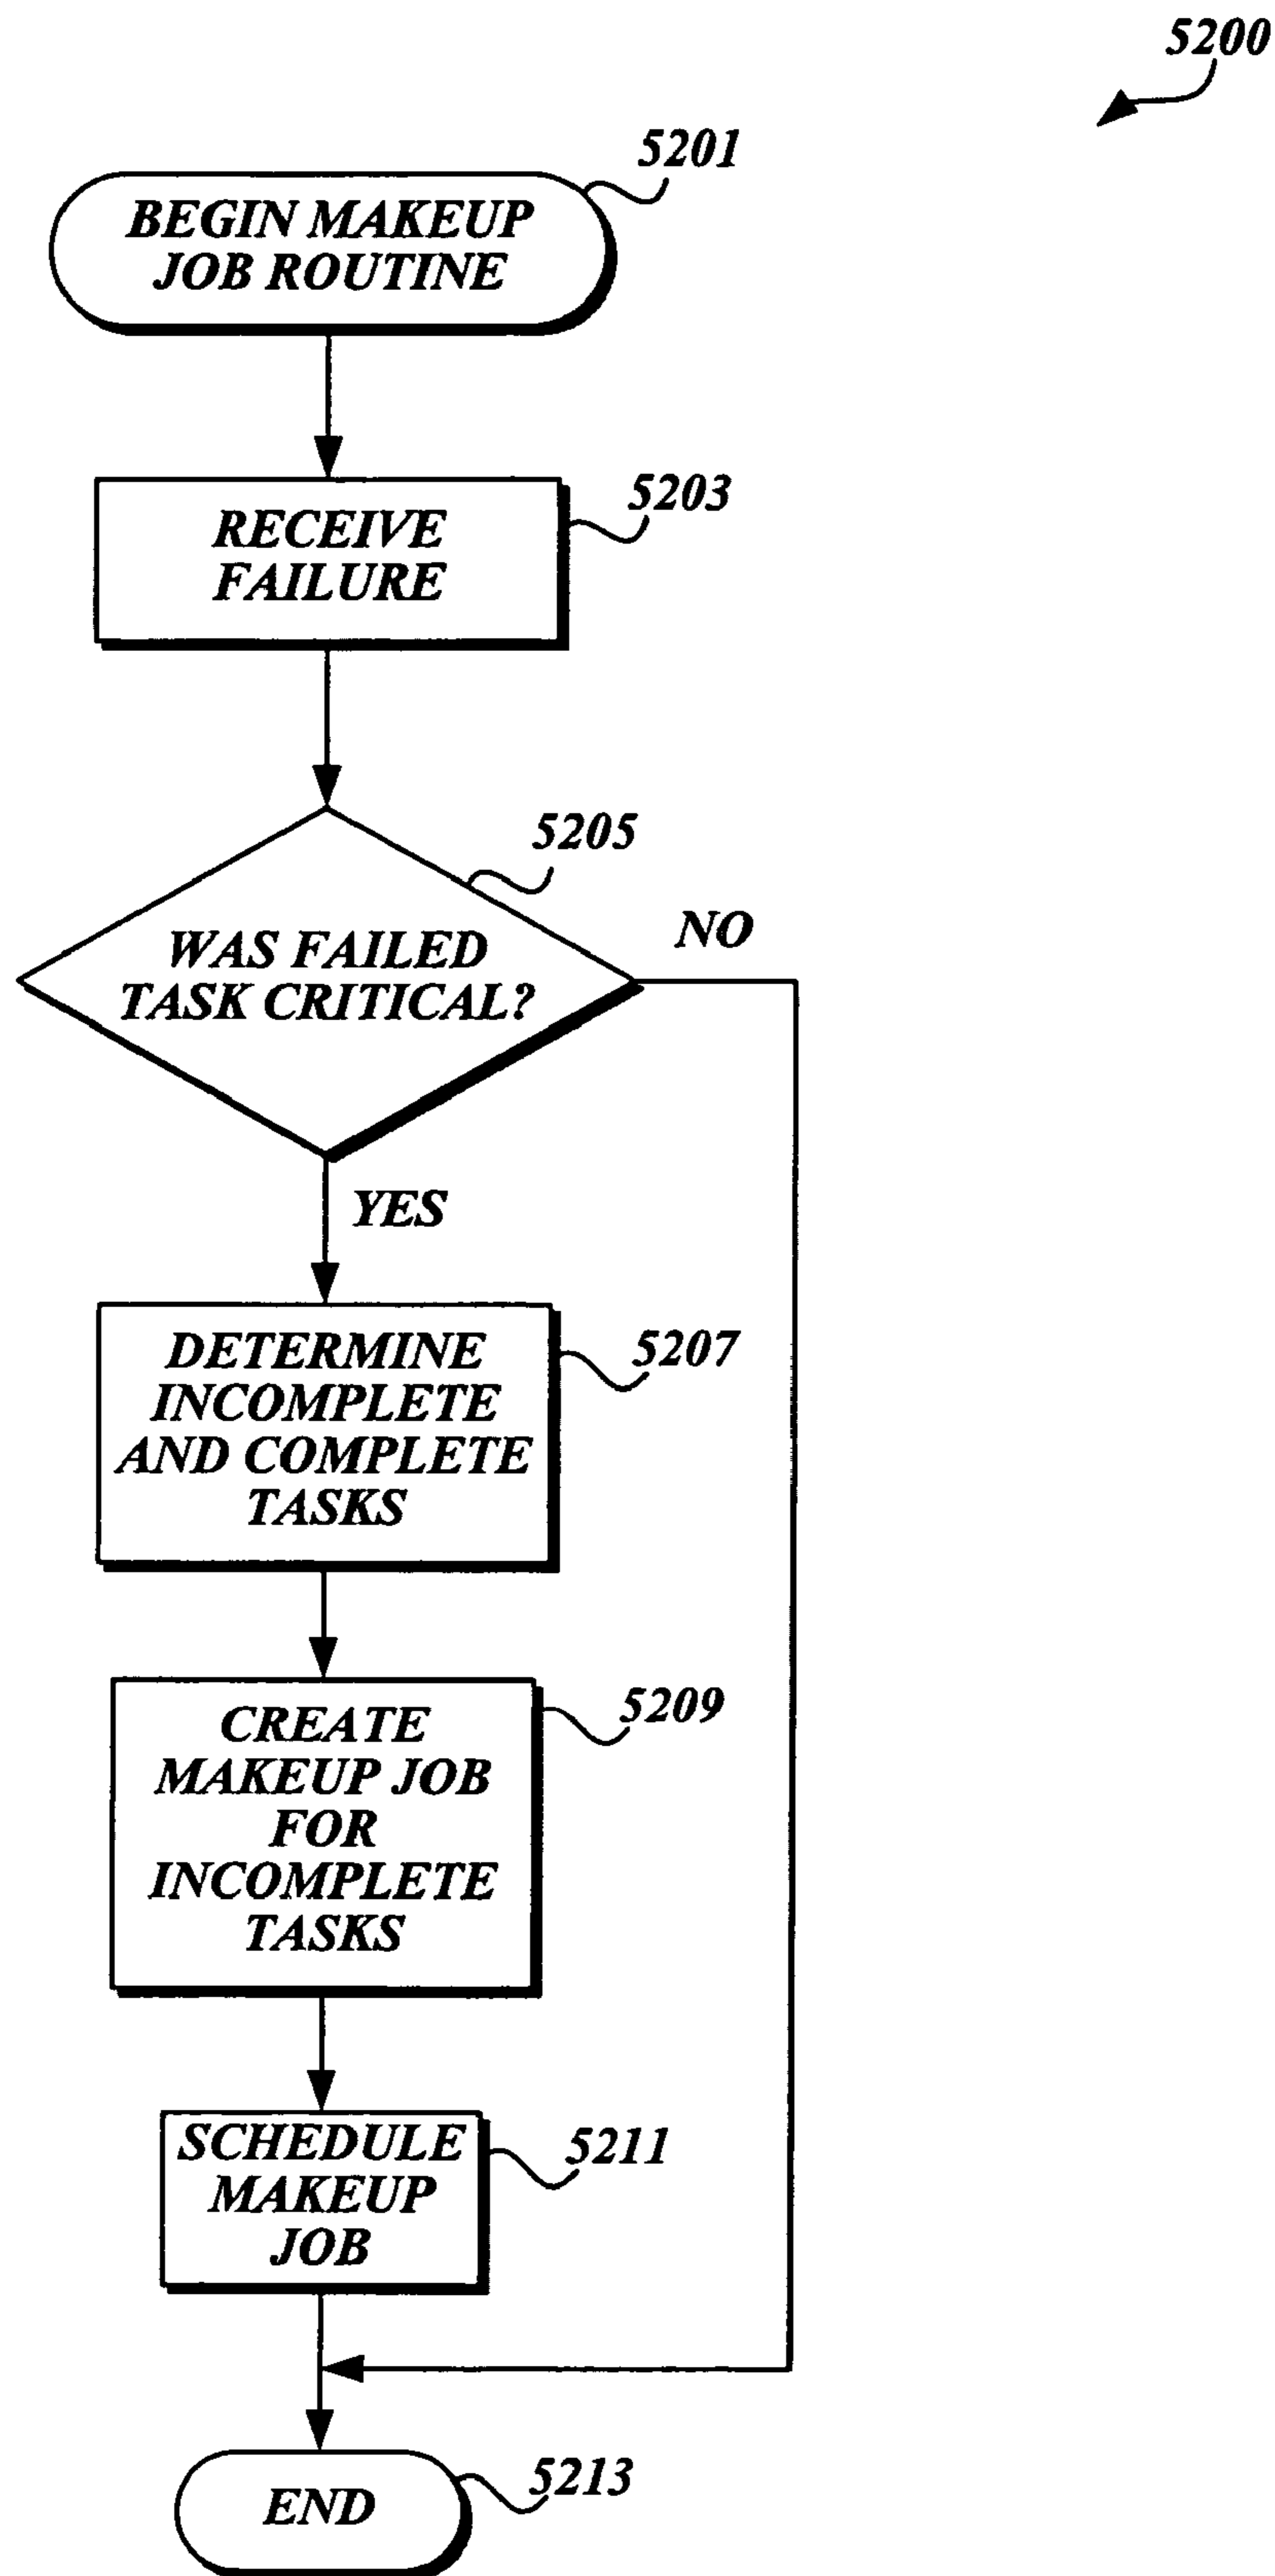 5200
5201
BEGIN MAKEUP
JOB ROUTINE
5203
RECEIVE
FAILURE
5205
NO
WAS FAILED
TASK CRITICAL?
YES
5207
DETERMINE
INCOMPLETE
AND COMPLETE
TASKS
5209
CREATE
MAKEUP JOB
FOR
INCOMPLETE
TASKS
5211
SCHEDULE
MAKEUP
JOB
5213
END